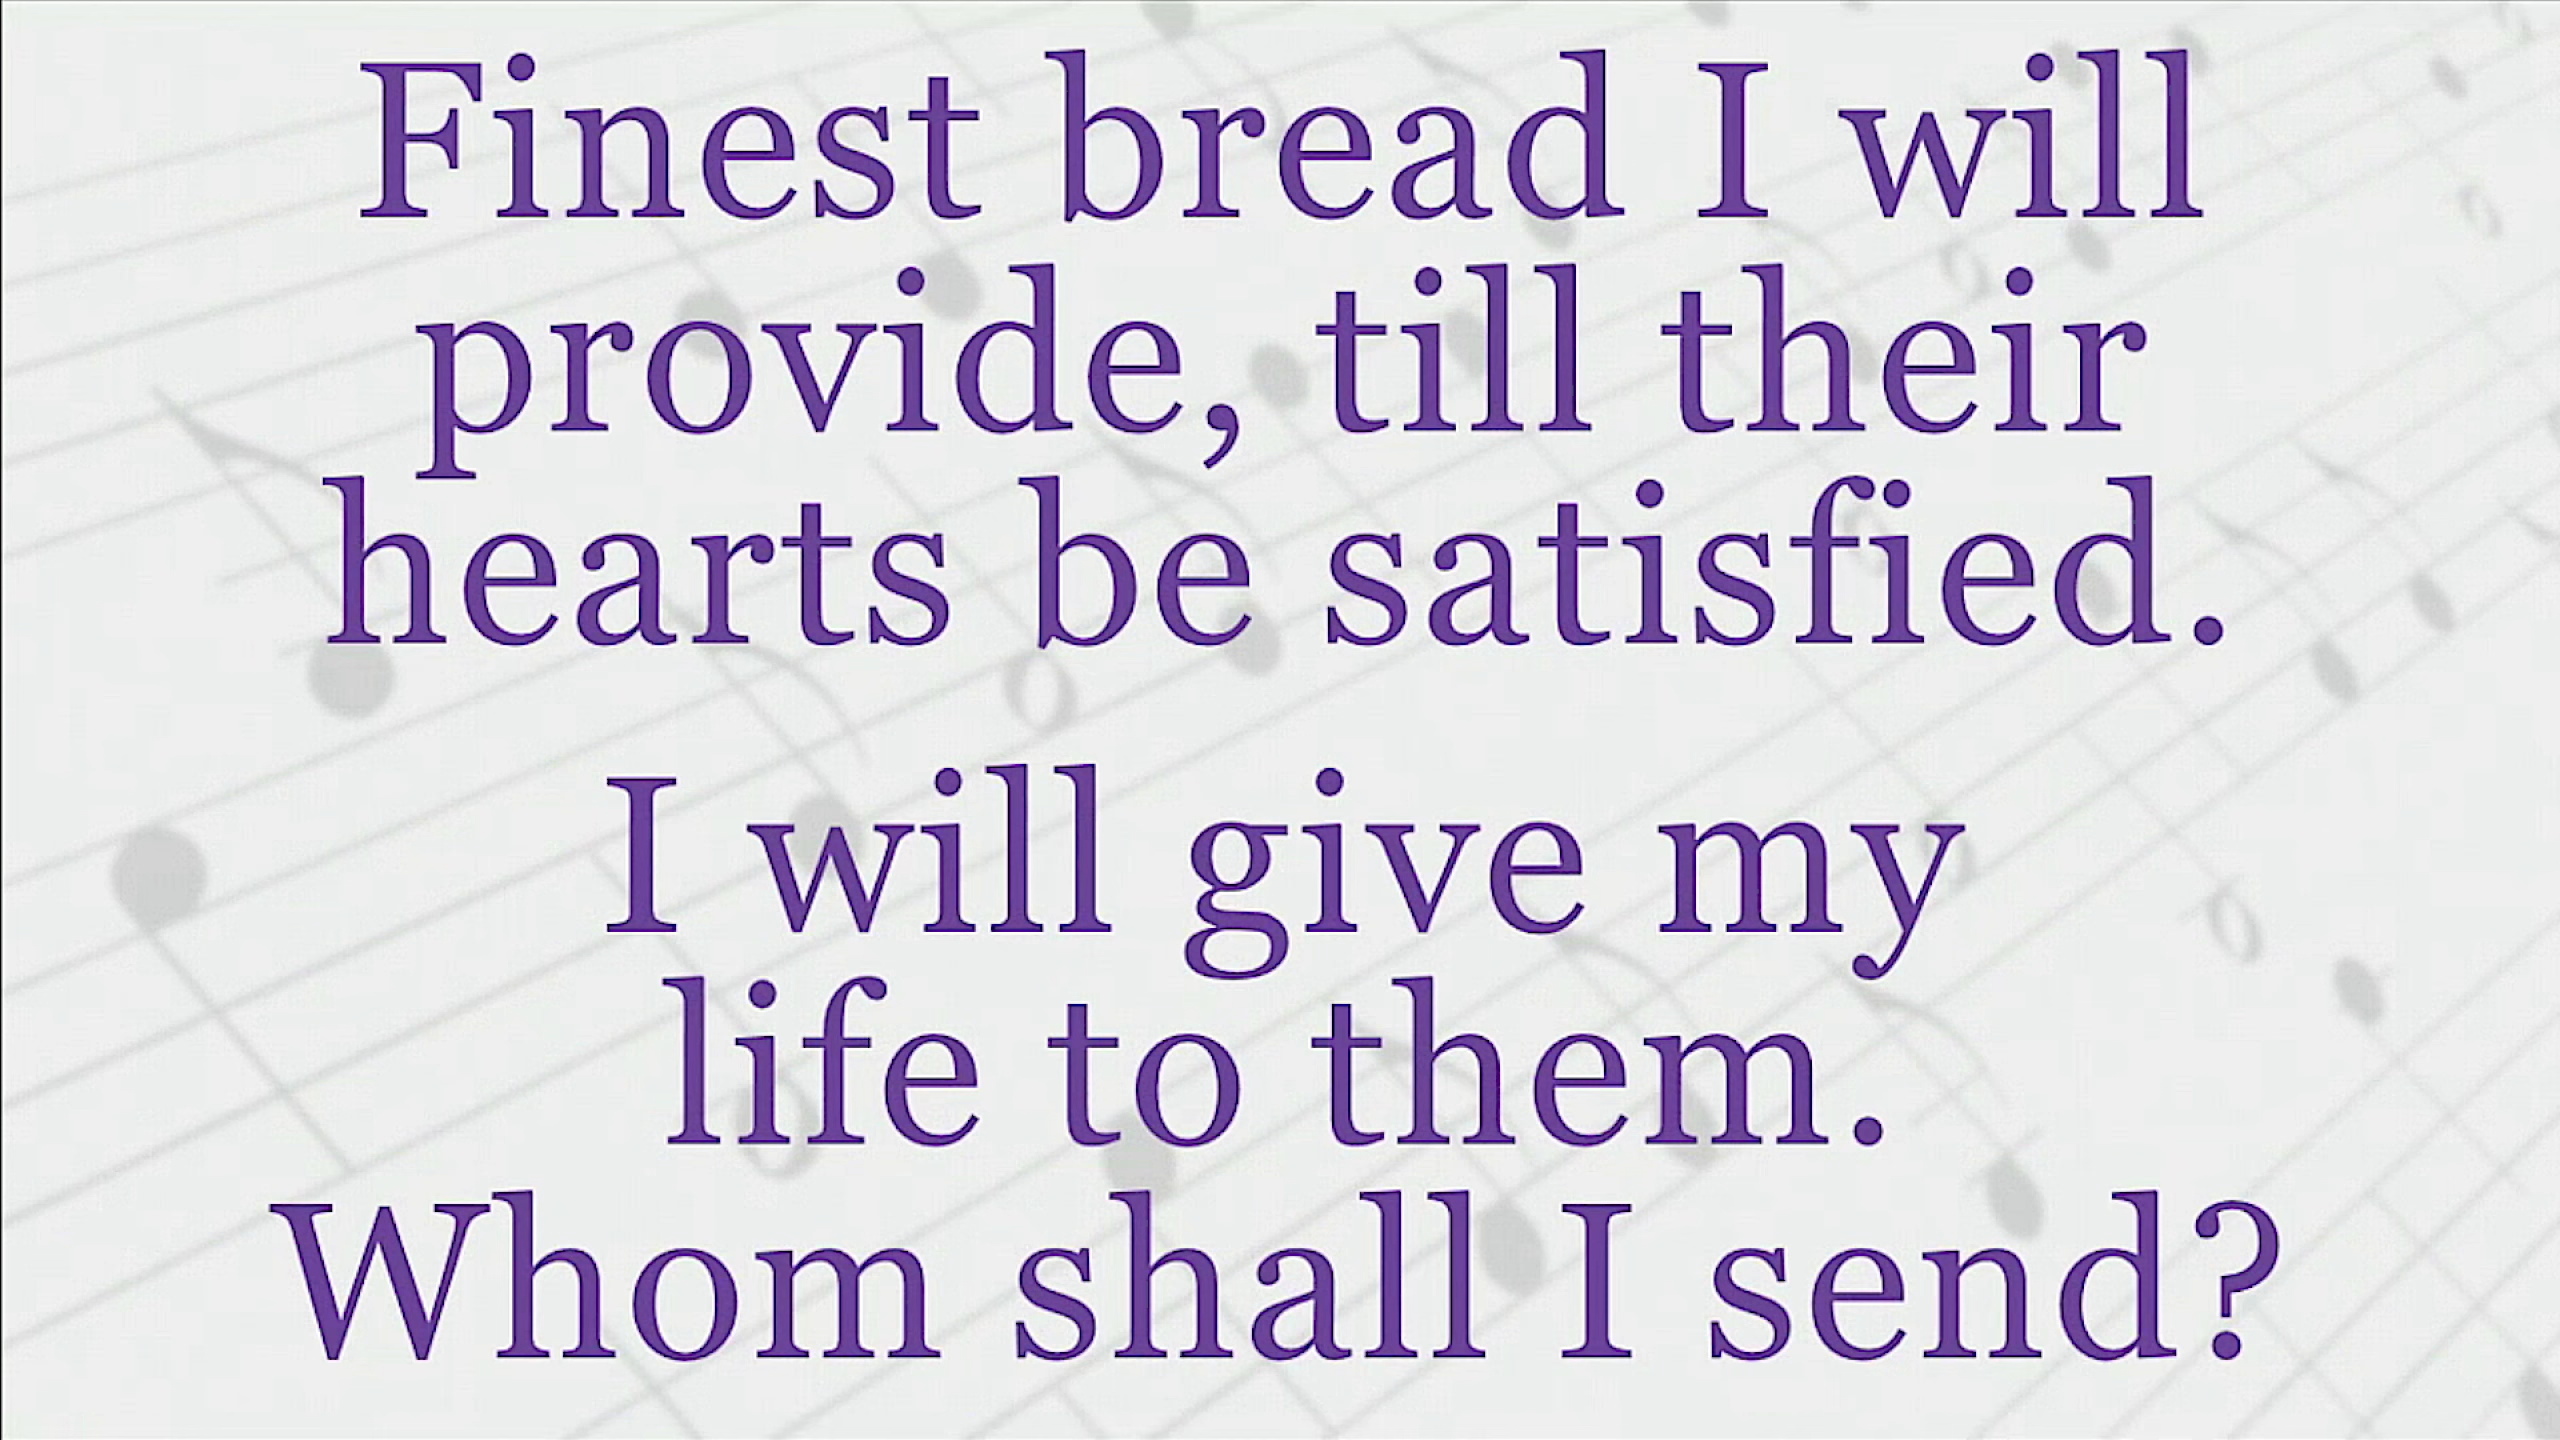 Finest bread I will
provide, till their
hearts be satisfied.
I will give my
life to them.
Whom shall I send?